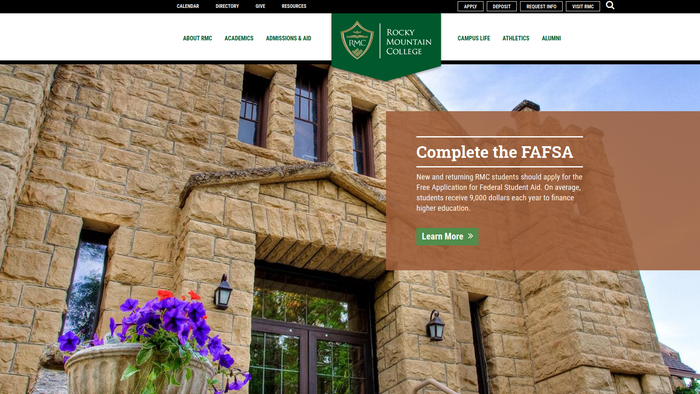 CALENDAR DIRECTORY GIVE RESOURCES APPLY DEPOSIT REQUEST INFO VISIT RMC
ABOUT RMC ACADEMICS ADMISSIONS & AID
RMC
ROCKY
MOUNTAIN
COLLEGE
CAMPUS LIFE ATHLETICS ALUMNI
Complete the FAFSA
New and returning RMC students should apply for the
Free Application for Federal Student Aid. On average,
students receive 9,000 dollars each year to finance
higher education.
Learn More »